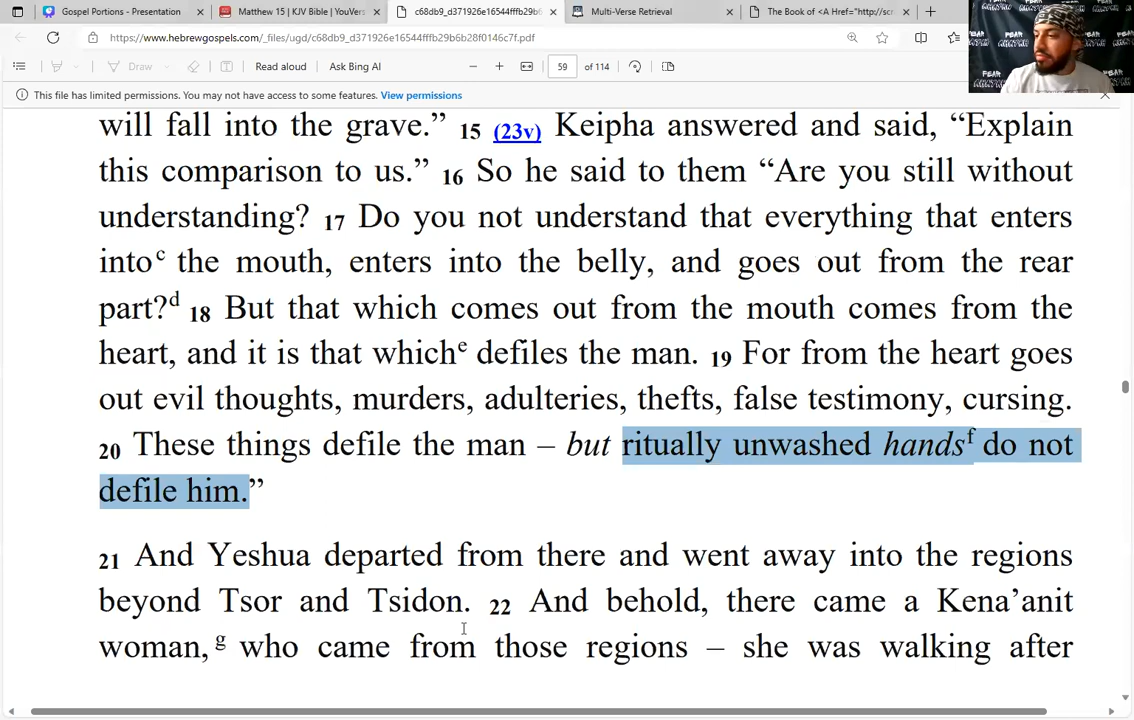 Gospel Portions - Presentation
Matthew 15 | KJV Bible | YouVers
c68db9_d371926e16544fffb29b6
Multi-Verse Retrieval
The Book of <A Href="http://scr
https://www.hebrewgospels.com/_files/ugd/c68db9_d371926e16544fffb29b6b28f0146c7f.pdf
Draw
Read aloud
Ask Bing AI
59 of 114
This file has limited permissions. You may not have access to some features. View permissions
will fall into the grave.” 15 (23v) Keipha answered and said, “Explain
this comparison to us.” 16 So he said to them “Are you still without
understanding? 17 Do you not understand that everything that enters
into c the mouth, enters into the belly, and goes out from the rear
part? d 18 But that which comes out from the mouth comes from the
heart, and it is that which e defiles the man. 19 For from the heart goes
out evil thoughts, murders, adulteries, thefts, false testimony, cursing.
20 These things defile the man – but ritually unwashed hands f do not
defile him.”
21 And Yeshua departed from there and went away into the regions
beyond Tsor and Tsidon. 22 And behold, there came a Kena’anit
woman, g who came from those regions – she was walking after